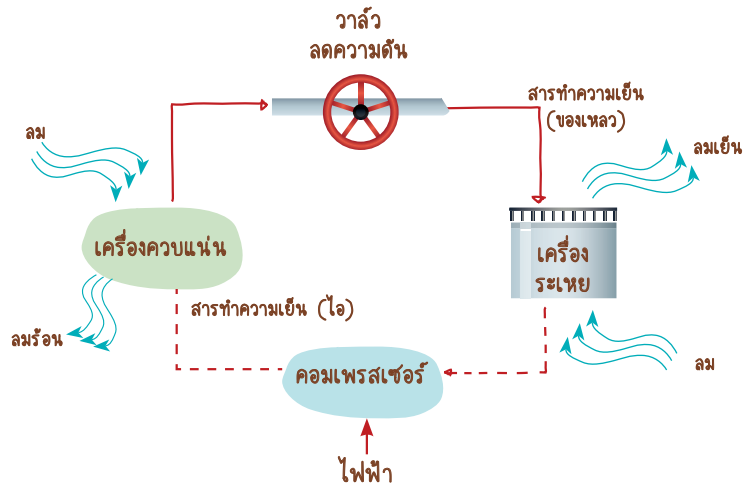 วาล์ว
ลดความดัน
สารทำความเย็น
(ของเหลว)
ลม
ลมเย็น
เครื่องควบแน่น
เครื่อง
ระเหย
สารทำความเย็น (ไอ)
ลมร้อน
ลม
คอมเพรสเซอร์
ไฟฟ้า